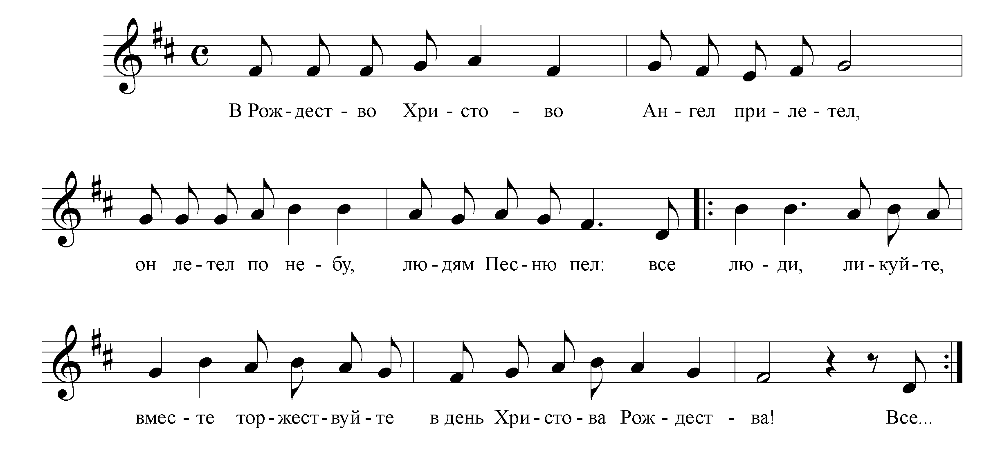 В Рож-дест - во Хри - сто - во Ан - гел при - ле - тел,
он ле - тел по не - бу, лю - дям Пес - ню пел: все лю - ди, ли - куй - те,
вмес - те тор - жест - вуй - те в день Хри - сто - ва Рож - дест - ва! Все...